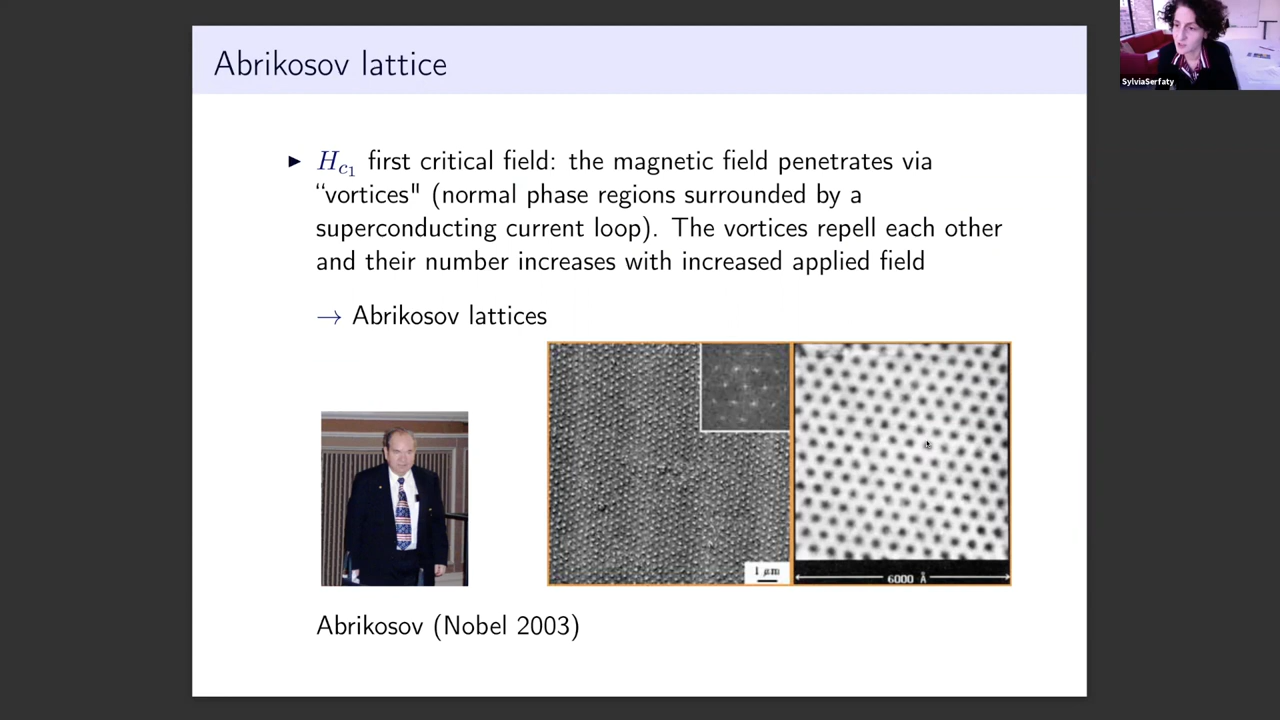 Abrikosov lattice
SylviaSerfaty
▶ H_{c_1} first critical field: the magnetic field penetrates via
“vortices" (normal phase regions surrounded by a
superconducting current loop). The vortices repell each other
and their number increases with increased applied field
→ Abrikosov lattices
1 μm
6000 Å
Abrikosov (Nobel 2003)